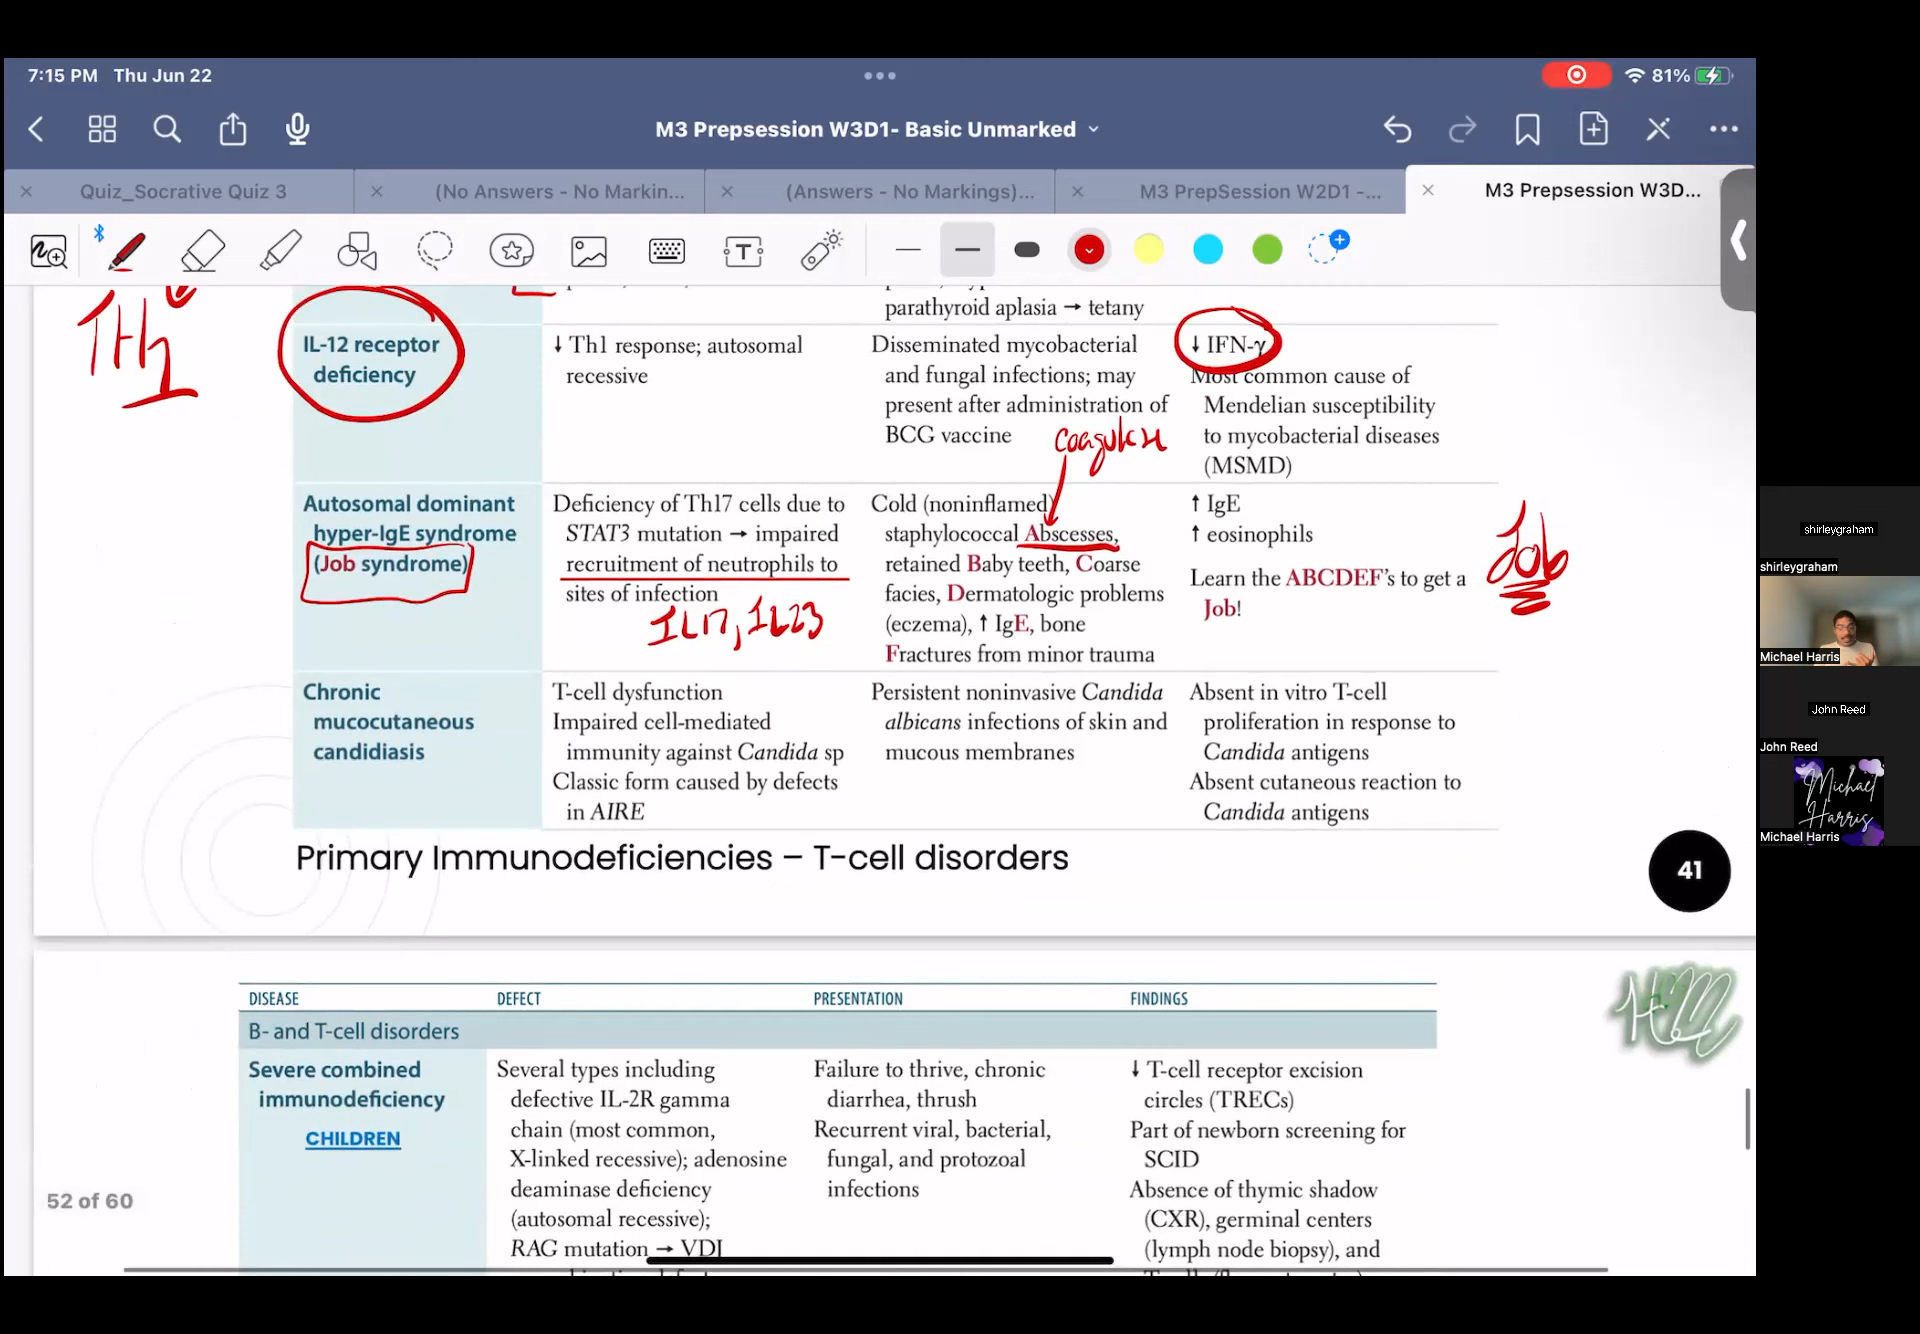 7:15 PM Thu Jun 22
81%
M3 Prepsession W3D1- Basic Unmarked
Quiz_Socrative Quiz 3
(No Answers - No Markin...
(Answers - No Markings)...
M3 PrepSession W2D1 -...
M3 Prepsession W3D...
parathyroid aplasia → tetany
TH1
IL-12 receptor
deficiency
↓ Th1 response; autosomal
recessive
Disseminated mycobacterial
and fungal infections; may
present after administration of
BCG vaccine
↓ IFN-γ
Most common cause of
Mendelian susceptibility
to mycobacterial diseases
(MSMD)
Autosomal dominant
hyper-IgE syndrome
(Job syndrome)
Deficiency of Th17 cells due to
STAT3 mutation → impaired
recruitment of neutrophils to
sites of infection
IL17, IL23
Cold (noninflamed)
staphylococcal Abscesses,
retained Baby teeth, Coarse
facies, Dermatologic problems
(eczema), ↑ IgE, bone
Fractures from minor trauma
↑ IgE
↑ eosinophils
Learn the ABCDEF's to get a
Job!
Job
Chronic
mucocutaneous
candidiasis
T-cell dysfunction
Impaired cell-mediated
immunity against Candida sp
Classic form caused by defects
in AIRE
Persistent noninvasive Candida
albicans infections of skin and
mucous membranes
Absent in vitro T-cell
proliferation in response to
Candida antigens
Absent cutaneous reaction to
Candida antigens
Primary Immunodeficiencies – T-cell disorders
41
DISEASE DEFECT PRESENTATION FINDINGS
B- and T-cell disorders
Severe combined
immunodeficiency
CHILDREN
Several types including
defective IL-2R gamma
chain (most common,
X-linked recessive); adenosine
deaminase deficiency
(autosomal recessive);
RAG mutation → VDJ
Failure to thrive, chronic
diarrhea, thrush
Recurrent viral, bacterial,
fungal, and protozoal
infections
↓ T-cell receptor excision
circles (TRECs)
Part of newborn screening for
SCID
Absence of thymic shadow
(CXR), germinal centers
(lymph node biopsy), and
52 of 60
shirleygraham
shirleygraham
Michael Harris
John Reed
John Reed
Michael
Harris
Michael Harris